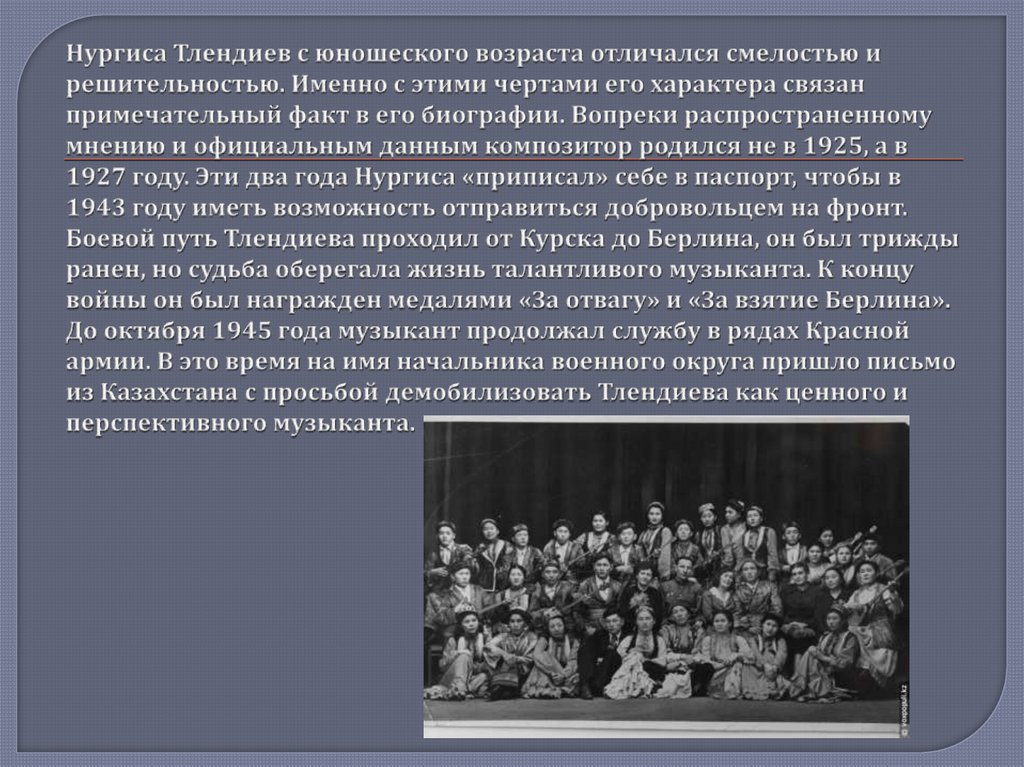 Нургиса Тлендиев с юношеского возраста отличался смелостью и
решительностью. Именно с этими чертами его характера связан
примечательный факт в его биографии. Вопреки распространенному
мнению и официальным данным композитор родился не в 1925, а в
1927 году. Эти два года Нургиса «приписал» себе в паспорт, чтобы в
1943 году иметь возможность отправиться добровольцем на фронт.
Боевой путь Тлендиева проходил от Курска до Берлина, он был трижды
ранен, но судьба оберегала жизнь талантливого музыканта. К концу
войны он был награжден медалями «За отвагу» и «За взятие Берлина».
До октября 1945 года музыкант продолжал службу в рядах Красной
армии. В это время на имя начальника военного округа пришло письмо
из Казахстана с просьбой демобилизовать Тлендиева как ценного и
перспективного музыканта.
© voxpopuli.kz